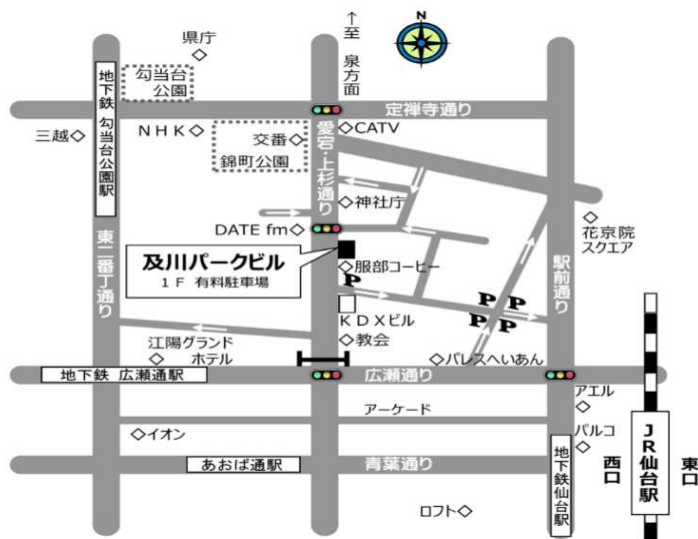 県庁
↑至 泉方面
N
勾当台
公園
地下鉄 勾当台公園駅
定禅寺通り
三越
NHK
交番
錦町公園
CATV
愛宕・上杉通り
神社庁
DATE fm
花京院
スクエア
及川パークビル
1F 有料駐車場
服部コーヒー
P
東二番丁通り
駅前通り
P P
P P
KDXビル
教会
江陽グランド
ホテル
パレスへいあん
地下鉄 広瀬通駅
広瀬通り
アエル
アーケード
イオン
パルコ
あおば通駅
青葉通り
地下鉄仙台駅
西口
JR仙台駅
東口
ロフト